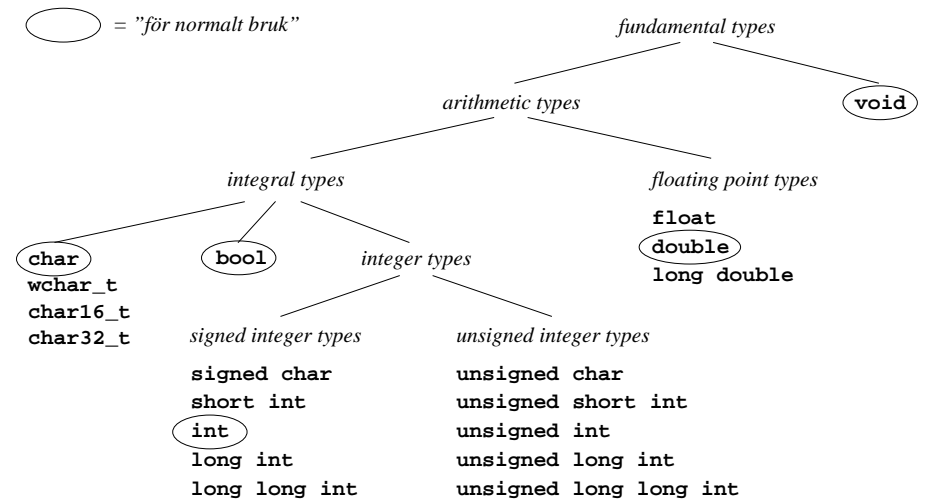 = ”för normalt bruk”
fundamental types
arithmetic types
void
integral types
floating point types
float
double
long double
char
wchar_t
char16_t
char32_t
bool
integer types
signed integer types
signed char
short int
int
long int
long long int
unsigned integer types
unsigned char
unsigned short int
unsigned int
unsigned long int
unsigned long long int